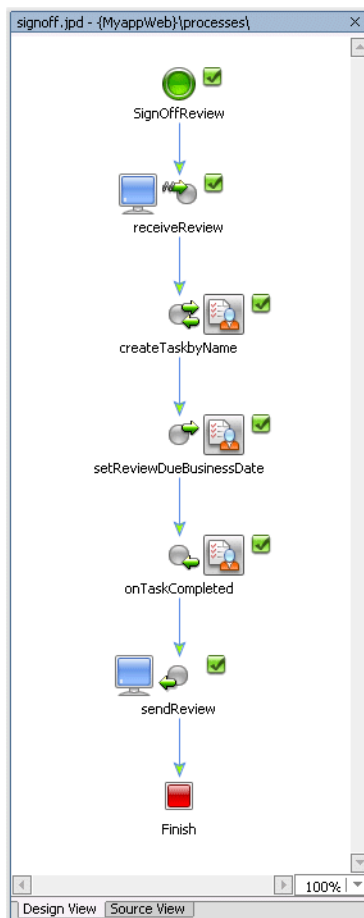 signoff.jpd - {MyappWeb}\processes\
SignOffReview
receiveReview
createTaskbyName
setReviewDueBusinessDate
onTaskCompleted
sendReview
Finish
100%
Design View Source View